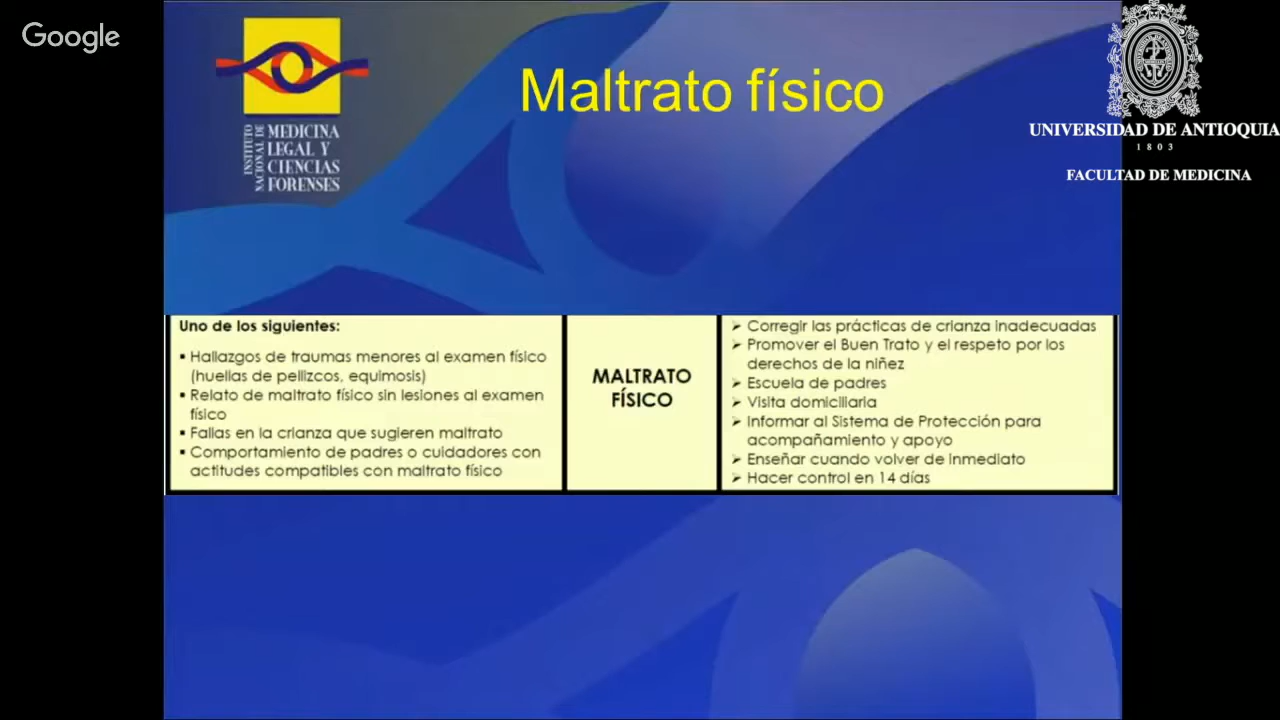 Google
Maltrato físico
INSTITUTO
NACIONAL DE
MEDICINA
LEGAL Y
CIENCIAS
FORENSES
UNIVERSIDAD DE ANTIOQUIA
1803
FACULTAD DE MEDICINA
Uno de los siguientes:
▪ Hallazgos de traumas menores al examen físico
(huellas de pellizcos, equimosis)
▪ Relato de maltrato físico sin lesiones al examen
físico
▪ Fallas en la crianza que sugieren maltrato
▪ Comportamiento de padres o cuidadores con
actitudes compatibles con maltrato físico
MALTRATO
FÍSICO
➢ Corregir las prácticas de crianza inadecuadas
➢ Promover el Buen Trato y el respeto por los
derechos de la niñez
➢ Escuela de padres
➢ Visita domiciliaria
➢ Informar al Sistema de Protección para
acompañamiento y apoyo
➢ Enseñar cuando volver de inmediato
➢ Hacer control en 14 días